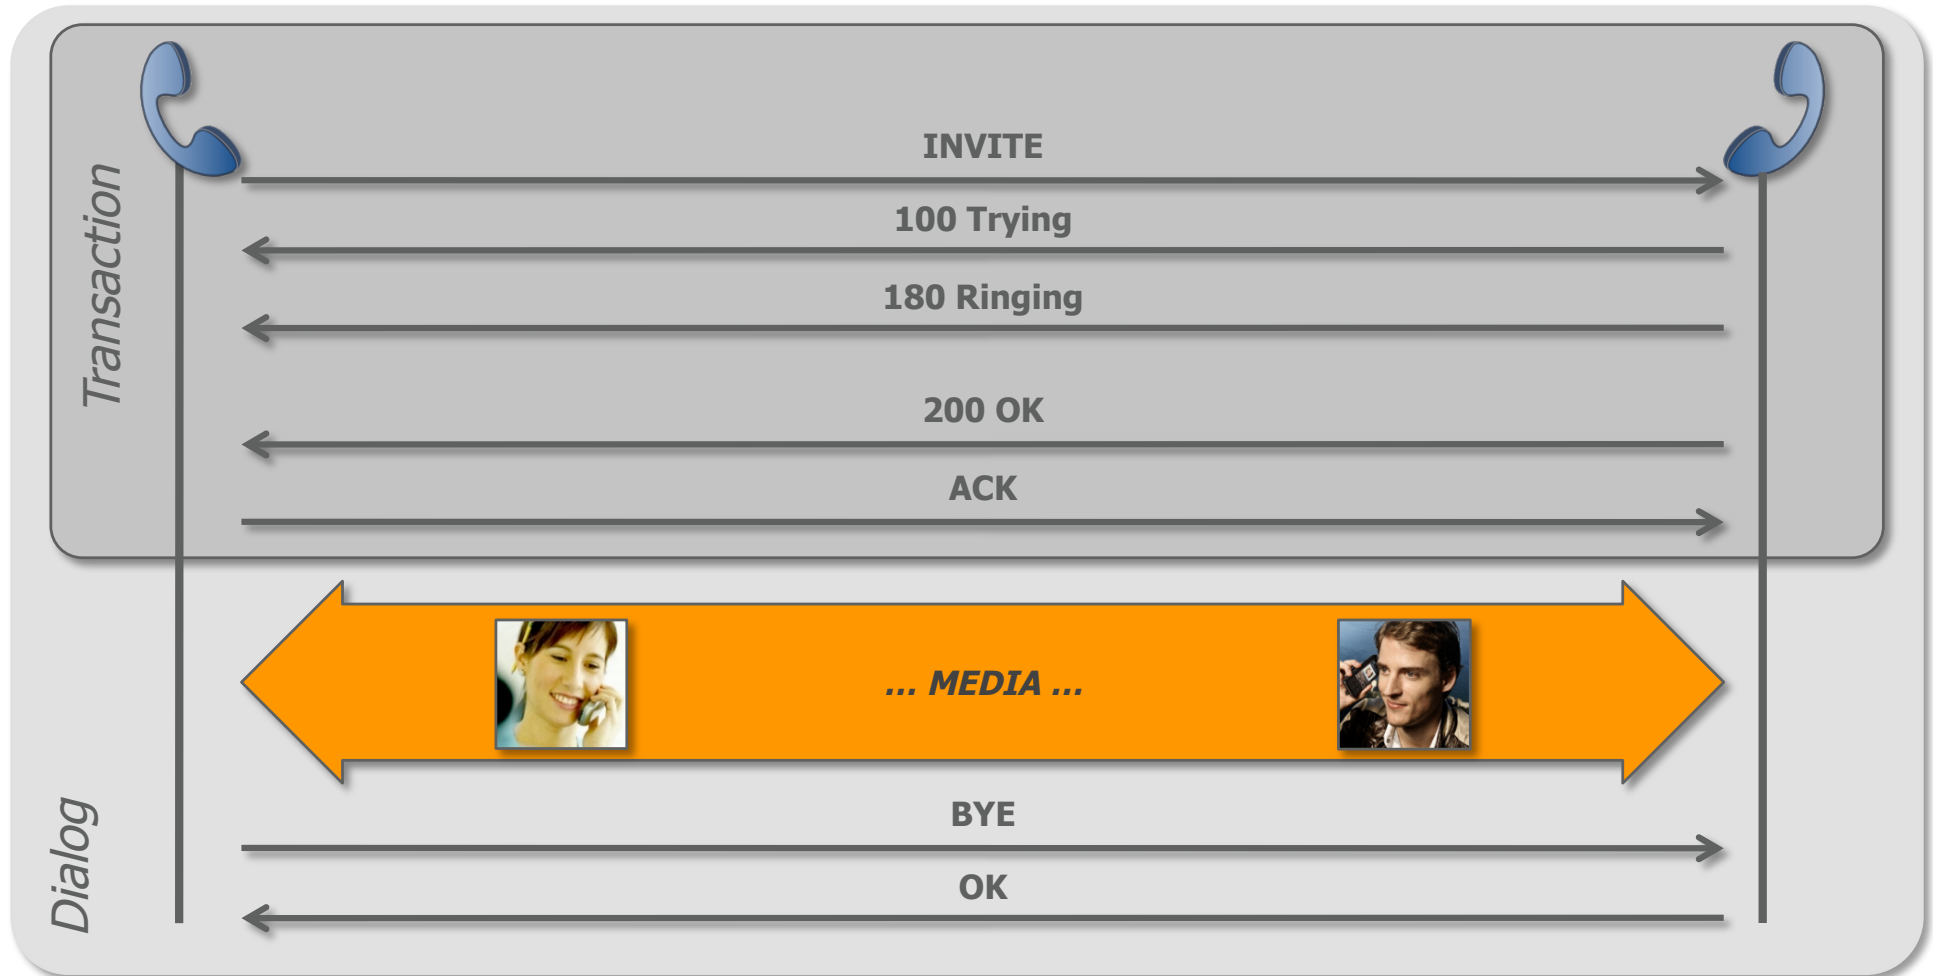 Transaction
INVITE
100 Trying
180 Ringing
200 OK
ACK
... MEDIA ...
Dialog
BYE
OK